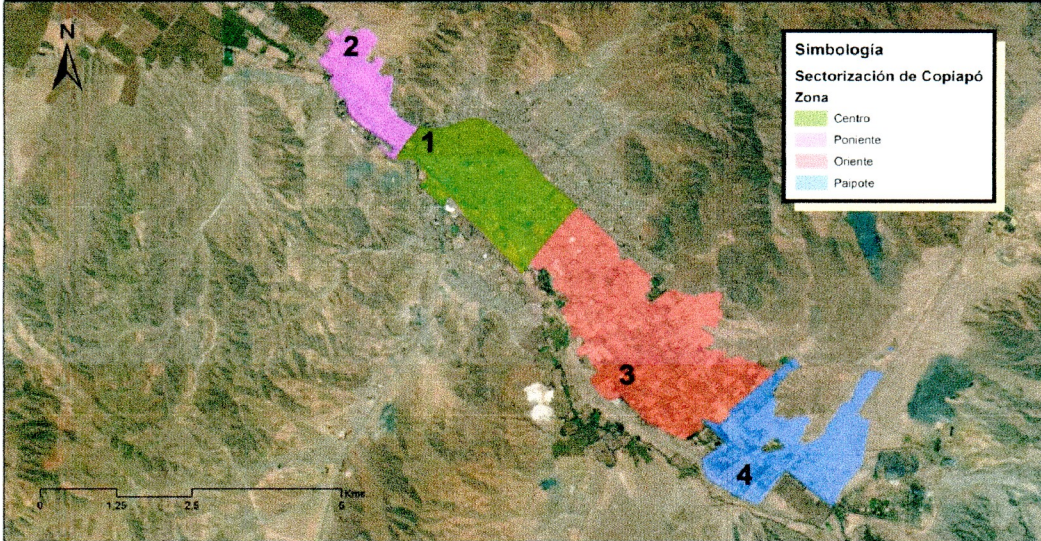 N
2
1
3
4
Simbología
Sectorización de Copiapó
Zona
Centro
Poniente
Oriente
Paipote
0 1.25 2.5 5 Kms